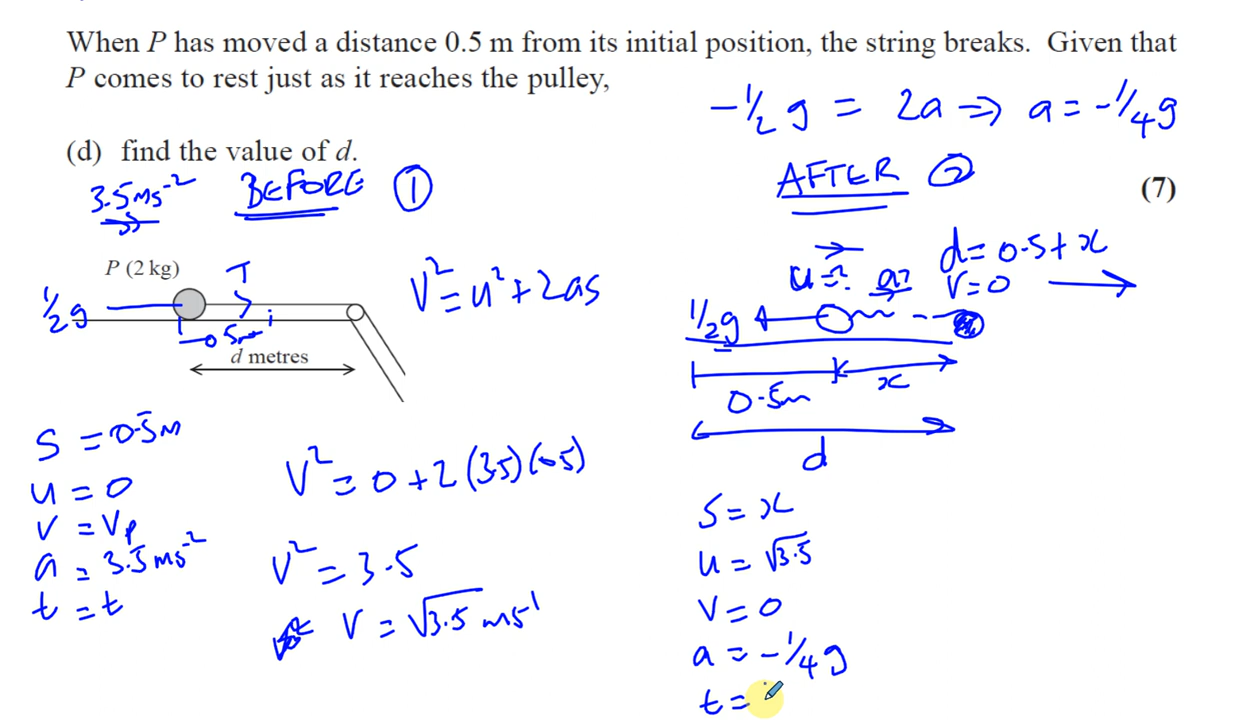 When P has moved a distance 0.5 m from its initial position, the string breaks. Given that
P comes to rest just as it reaches the pulley,
-½g = 2a ⇒ a = -¼g
(d) find the value of d.
(7)
3.5ms⁻²
BEFORE ①
AFTER ②
P (2 kg)
T
½g
0.5m
d metres
V² = u² + 2as
d = 0.5 + x
u = ?
a?
V = 0
½g
0.5m
x
d
S = 0.5m
u = 0
V = Vp
a = 3.5ms⁻²
t = t
V² = 0 + 2(3.5)(0.5)
V² = 3.5
V = √3.5 ms⁻¹
S = x
u = √3.5
V = 0
a = -¼g
t =